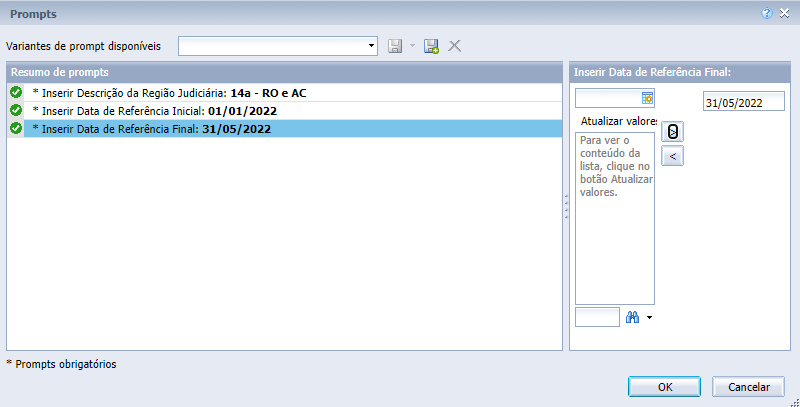 Prompts
Variantes de prompt disponíveis
Resumo de prompts
* Inserir Descrição da Região Judiciária: 14a - RO e AC
* Inserir Data de Referência Inicial: 01/01/2022
* Inserir Data de Referência Final: 31/05/2022
Inserir Data de Referência Final:
31/05/2022
Atualizar valores
>
<
Para ver o
conteúdo da
lista, clique no
botão Atualizar
valores.
* Prompts obrigatórios
OK
Cancelar